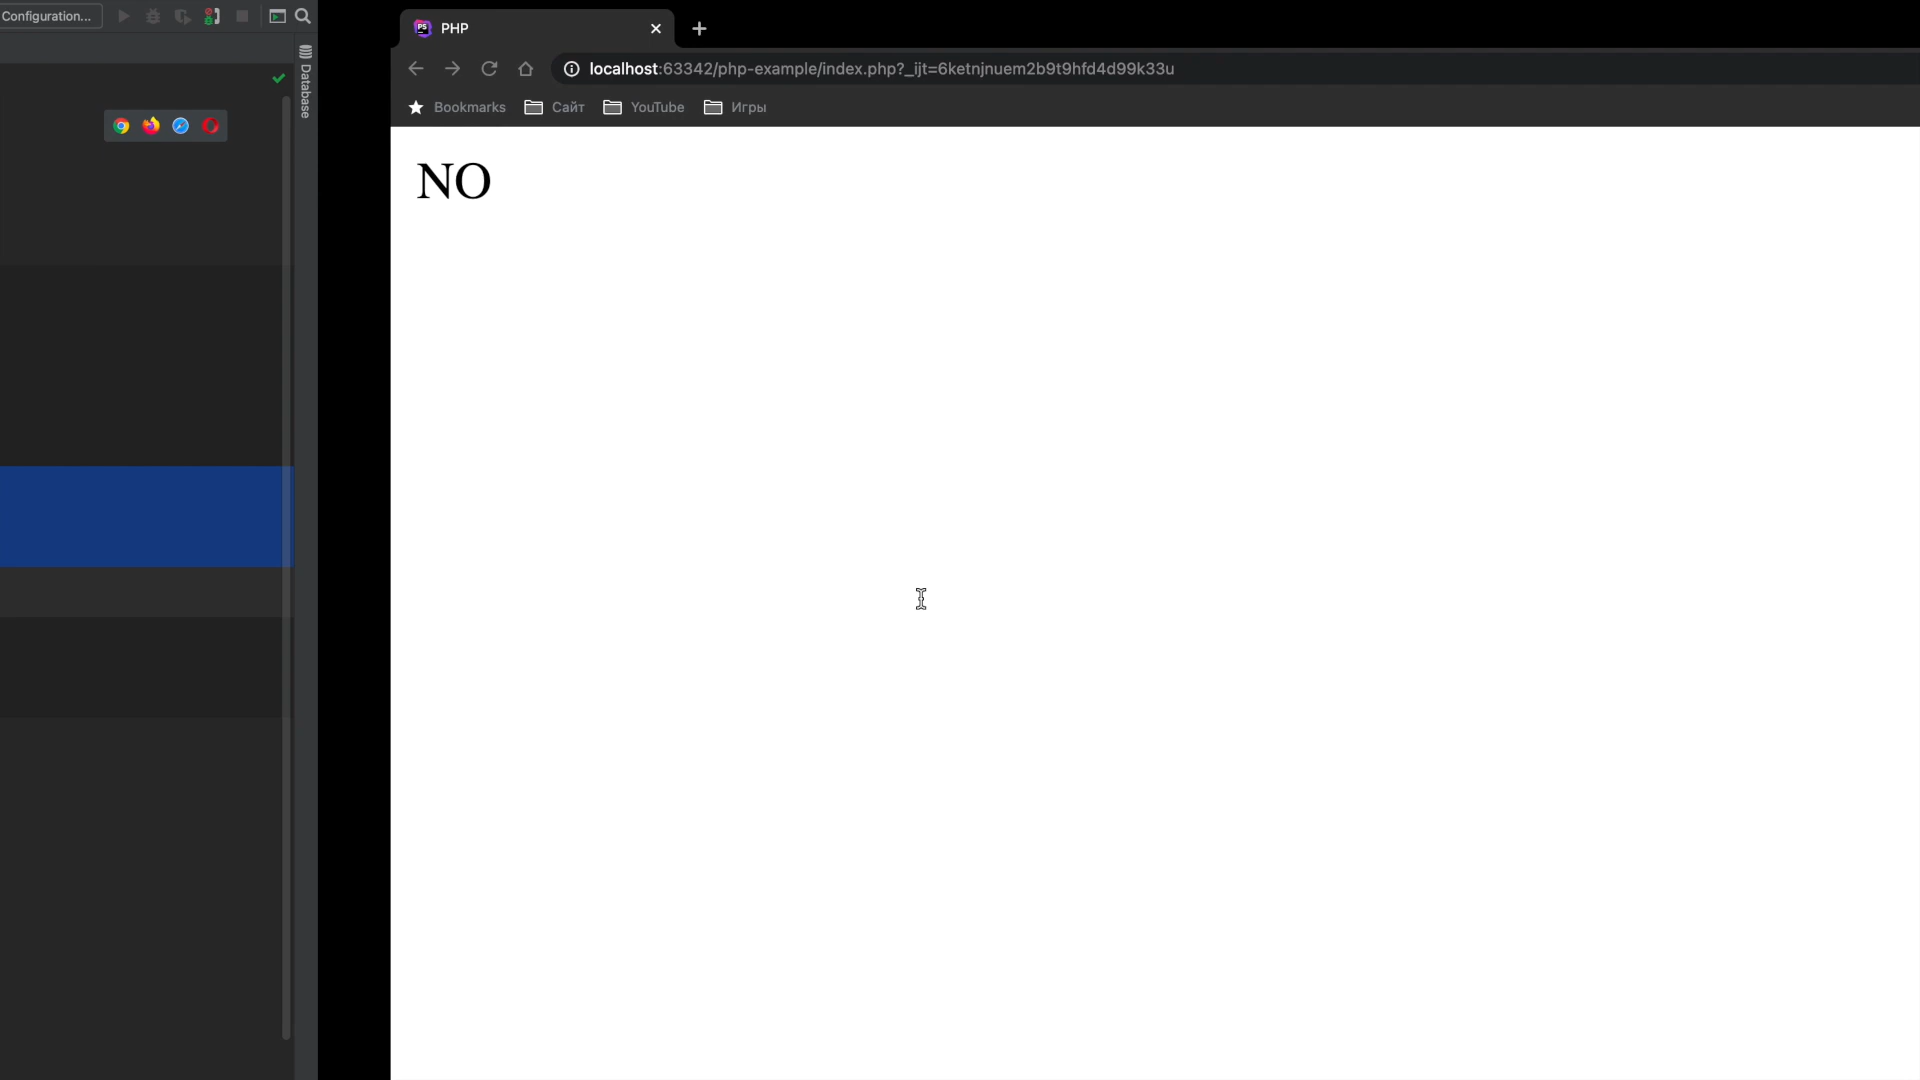 Configuration...
Database
PHP
localhost:63342/php-example/index.php?_ijt=6ketnjnuem2b9t9hfd4d99k33u
Bookmarks Сайт YouTube Игры
NO